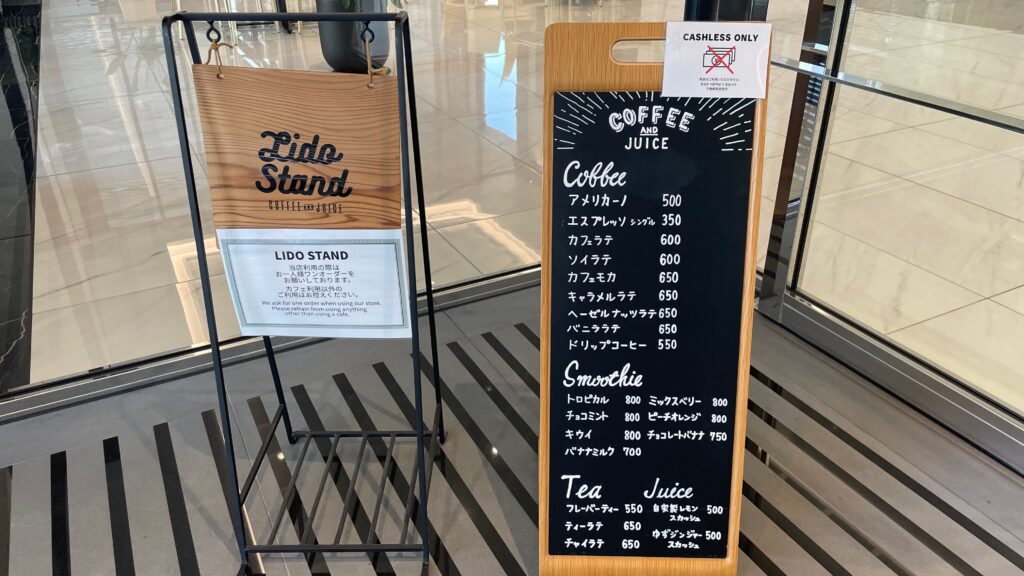 Lido
Stand
COFFEE AND JUICE
LIDO STAND
当店利用の際は
お一人様ワンオーダーを
お願いしております。
カフェ利用以外の
ご利用はお控えください。
We ask for one order when using our store.
Please refrain from using anything
other than using a cafe.
CASHLESS ONLY
COFFEE
AND
JUICE
Coffee
アメリカーノ 500
エスプレッソ シングル 350
カフェラテ 600
ソイラテ 600
カフェモカ 650
キャラメルラテ 650
ヘーゼルナッツラテ 650
バニララテ 650
ドリップコーヒー 550
Smoothie
トロピカル 800 ミックスベリー 800
チョコミント 800 ピーチオレンジ 800
キウイ 800 チョコレートバナナ 750
バナナミルク 700
Tea Juice
フレーバーティー 550 自家製レモン 500
スカッシュ
ティーラテ 650
ゆずジンジャー 500
チャイラテ 650 スカッシュ